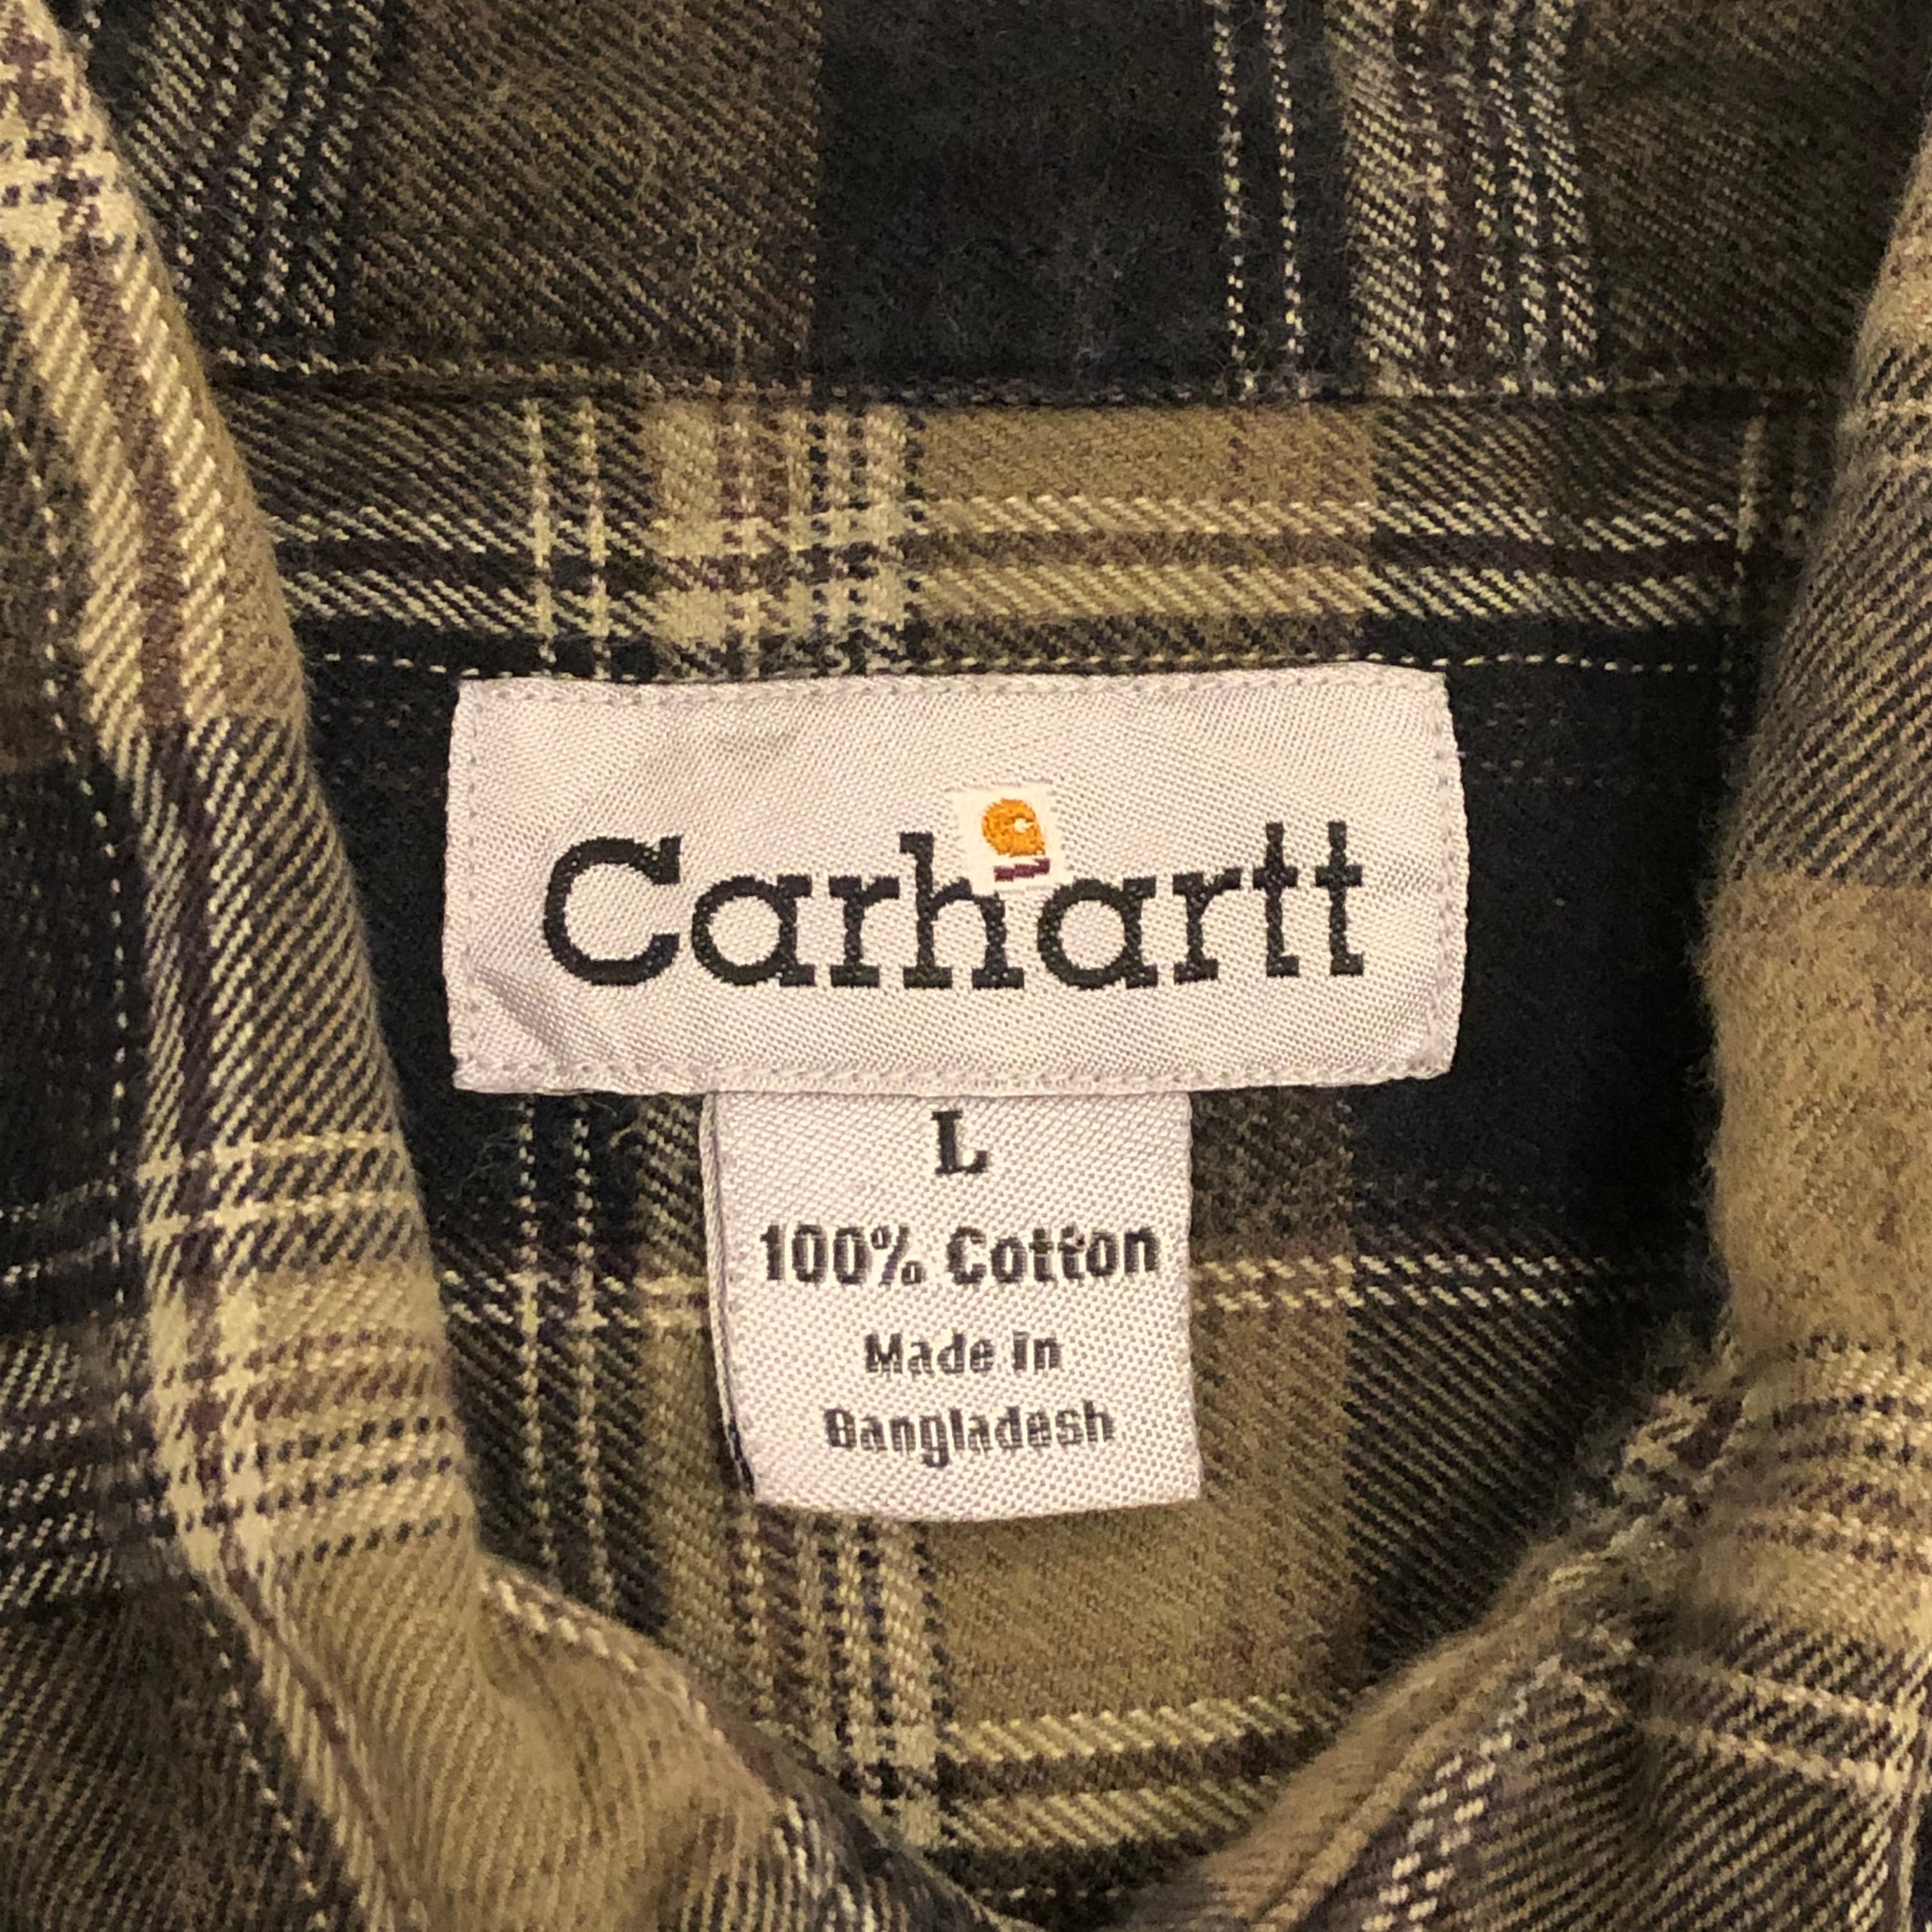 Carhartt
L
100% Cotton
Made in
Bangladesh